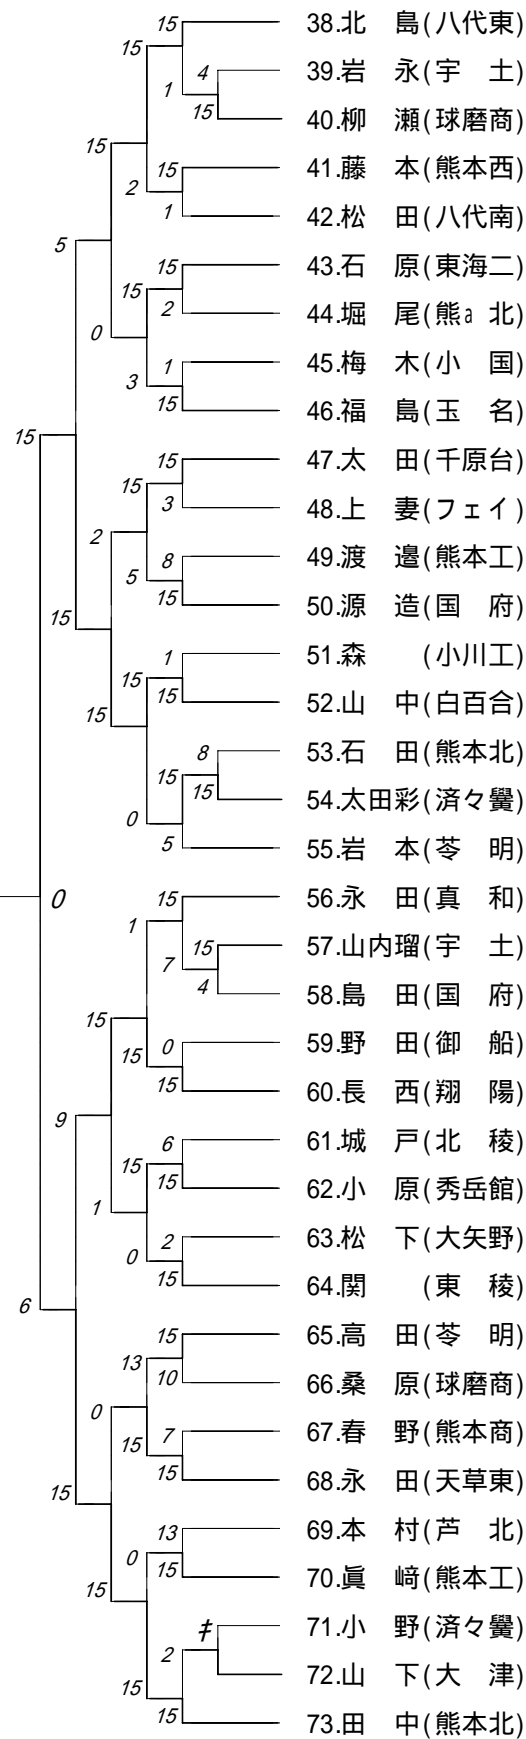 15 38.北 島(八代東)
15
4 39.岩 永(宇 土)
1
15 40.柳 瀬(球磨商)
15
15 41.藤 本(熊本西)
2
1 42.松 田(八代南)
5
15 43.石 原(東海二)
15
2 44.堀 尾(熊a 北)
0
1 45.梅 木(小 国)
3
15 46.福 島(玉 名)
15
15 47.太 田(千原台)
15
3 48.上 妻(フェイ)
2
8 49.渡 邉(熊本工)
5
15 50.源 造(国 府)
15
1 51.森 (小川工)
15
15 52.山 中(白百合)
15
8 53.石 田(熊本北)
15
15 54.太田彩(済々黌)
0
5 55.岩 本(苓 明)
0
15 56.永 田(真 和)
1
15 57.山内瑠(宇 土)
7
4 58.島 田(国 府)
15
0 59.野 田(御 船)
15
15 60.長 西(翔 陽)
9
6 61.城 戸(北 稜)
15
15 62.小 原(秀岳館)
1
2 63.松 下(大矢野)
0
15 64.関 (東 稜)
6
15 65.高 田(苓 明)
13
10 66.桑 原(球磨商)
0
7 67.春 野(熊本商)
15
15 68.永 田(天草東)
15
13 69.本 村(芦 北)
0
15 70.眞 﨑(熊本工)
15
キ 71.小 野(済々黌)
2
72.山 下(大 津)
15
15 73.田 中(熊本北)